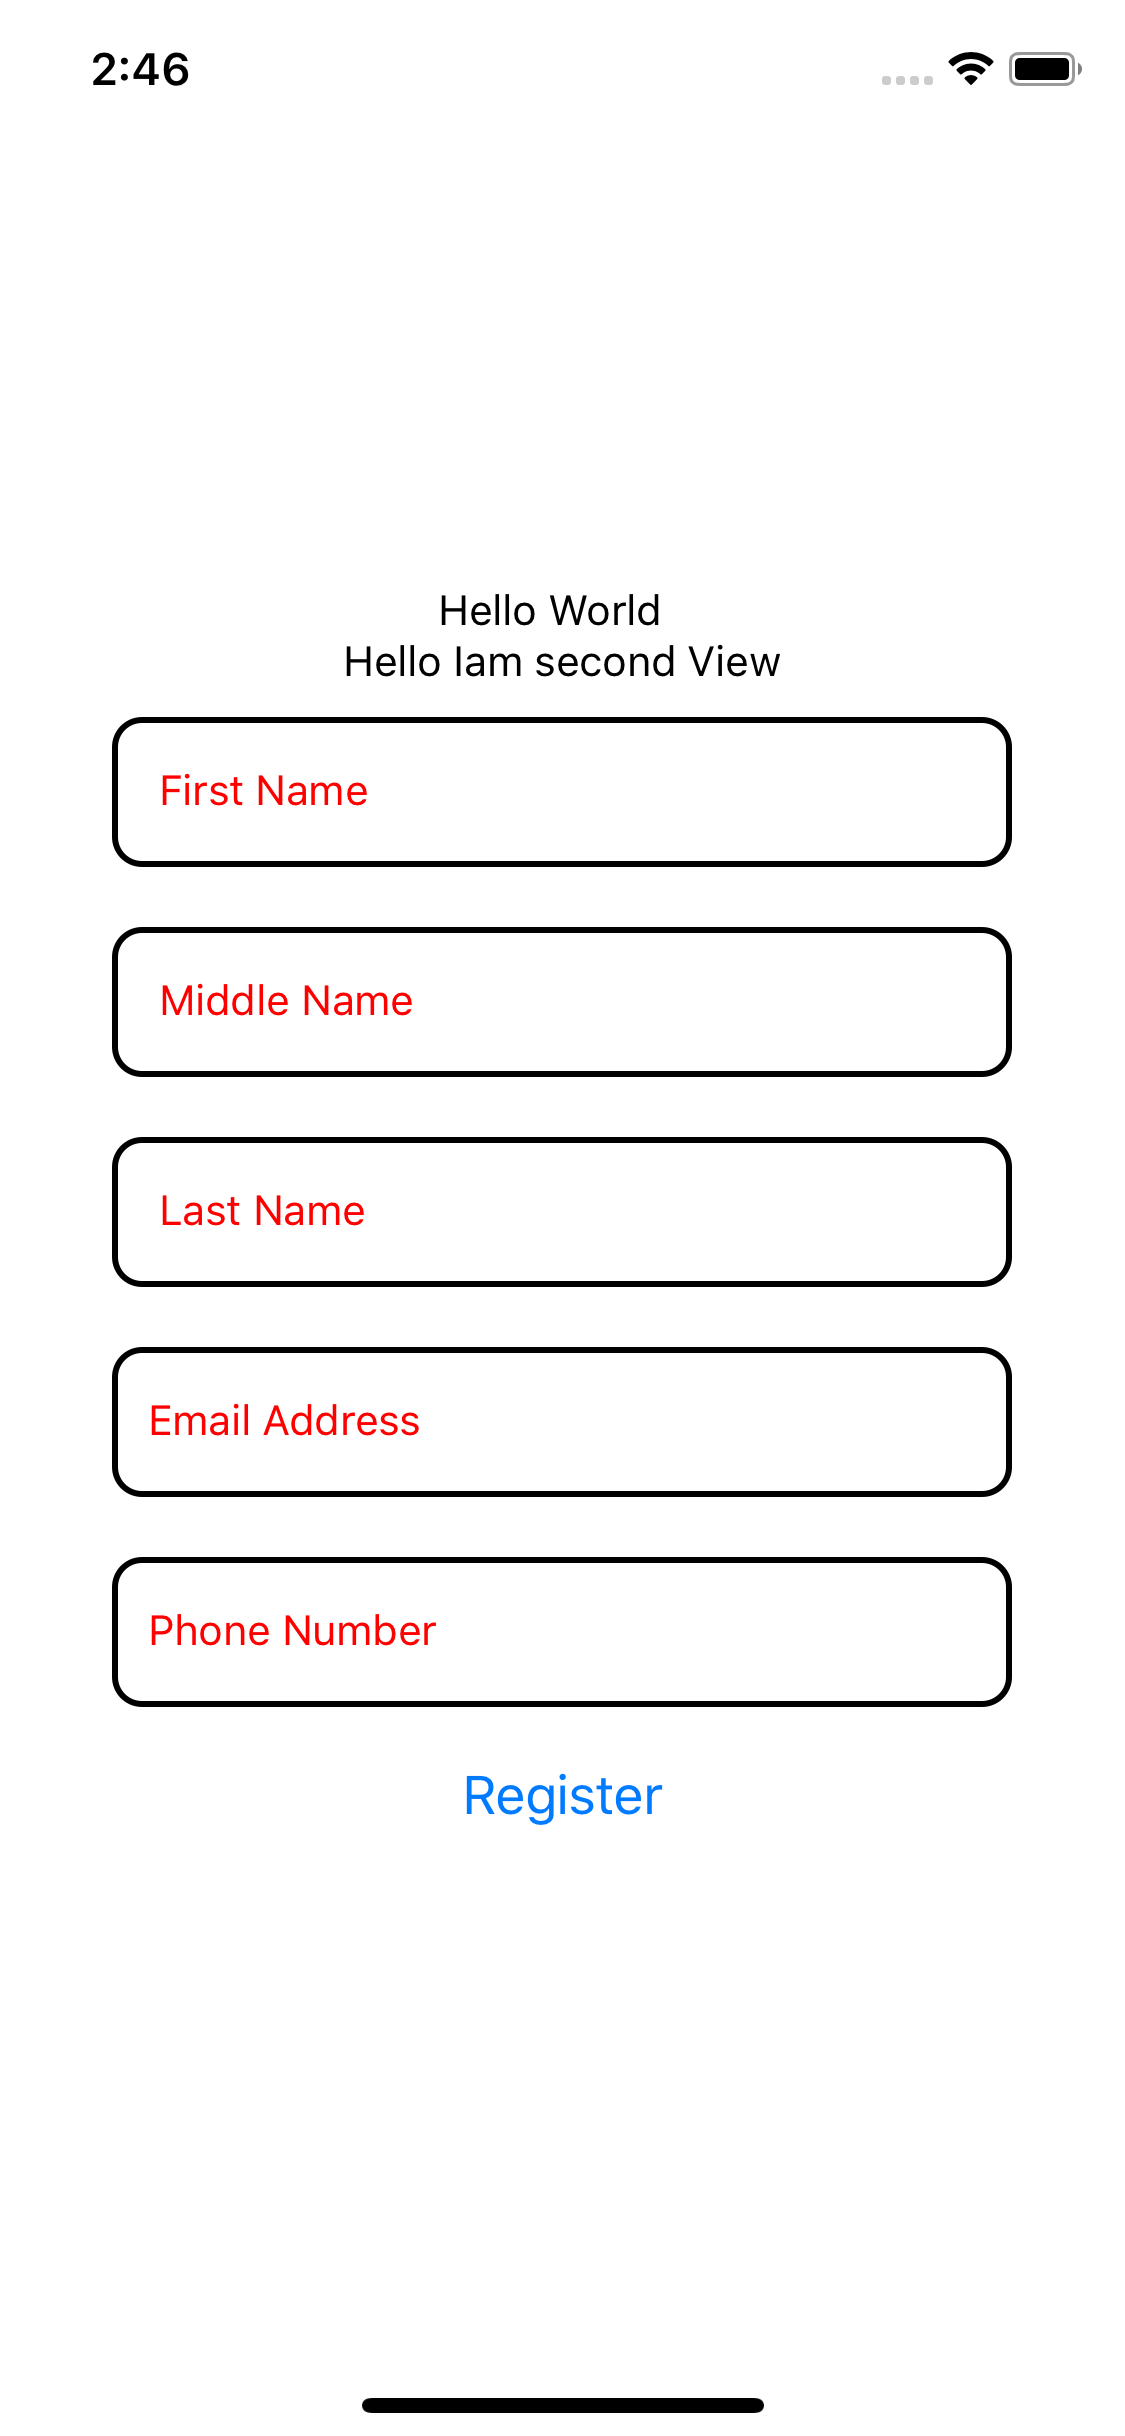 2:46
Hello World
Hello Iam second View
First Name
Middle Name
Last Name
Email Address
Phone Number
Register